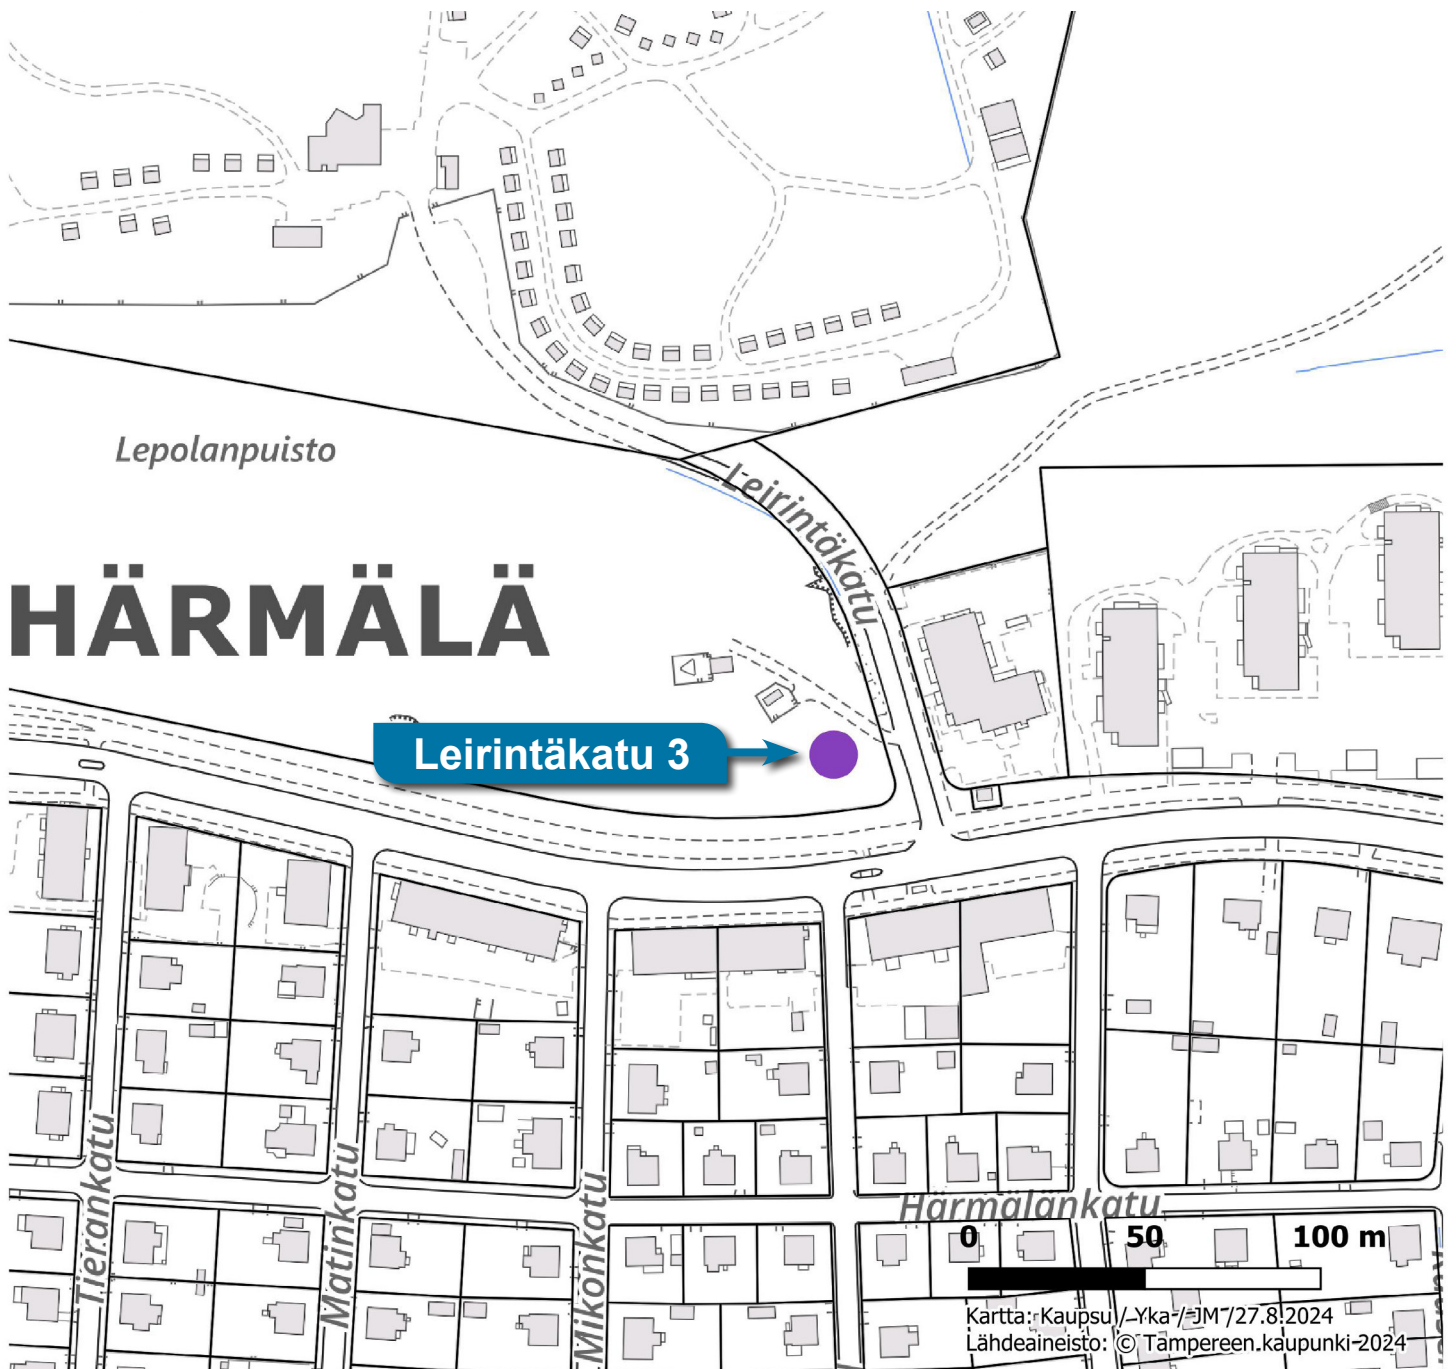 Lepolanpuisto
Leirintäkatu
HÄRMÄLÄ
Leirintäkatu 3
Tierankatu
Matinkatu
Mikonkatu
Härmälänkatu
0 50 100 m
Kartta: Kaupsu / Yka / JM /27.8.2024
Lähdeaineisto: © Tampereen kaupunki 2024